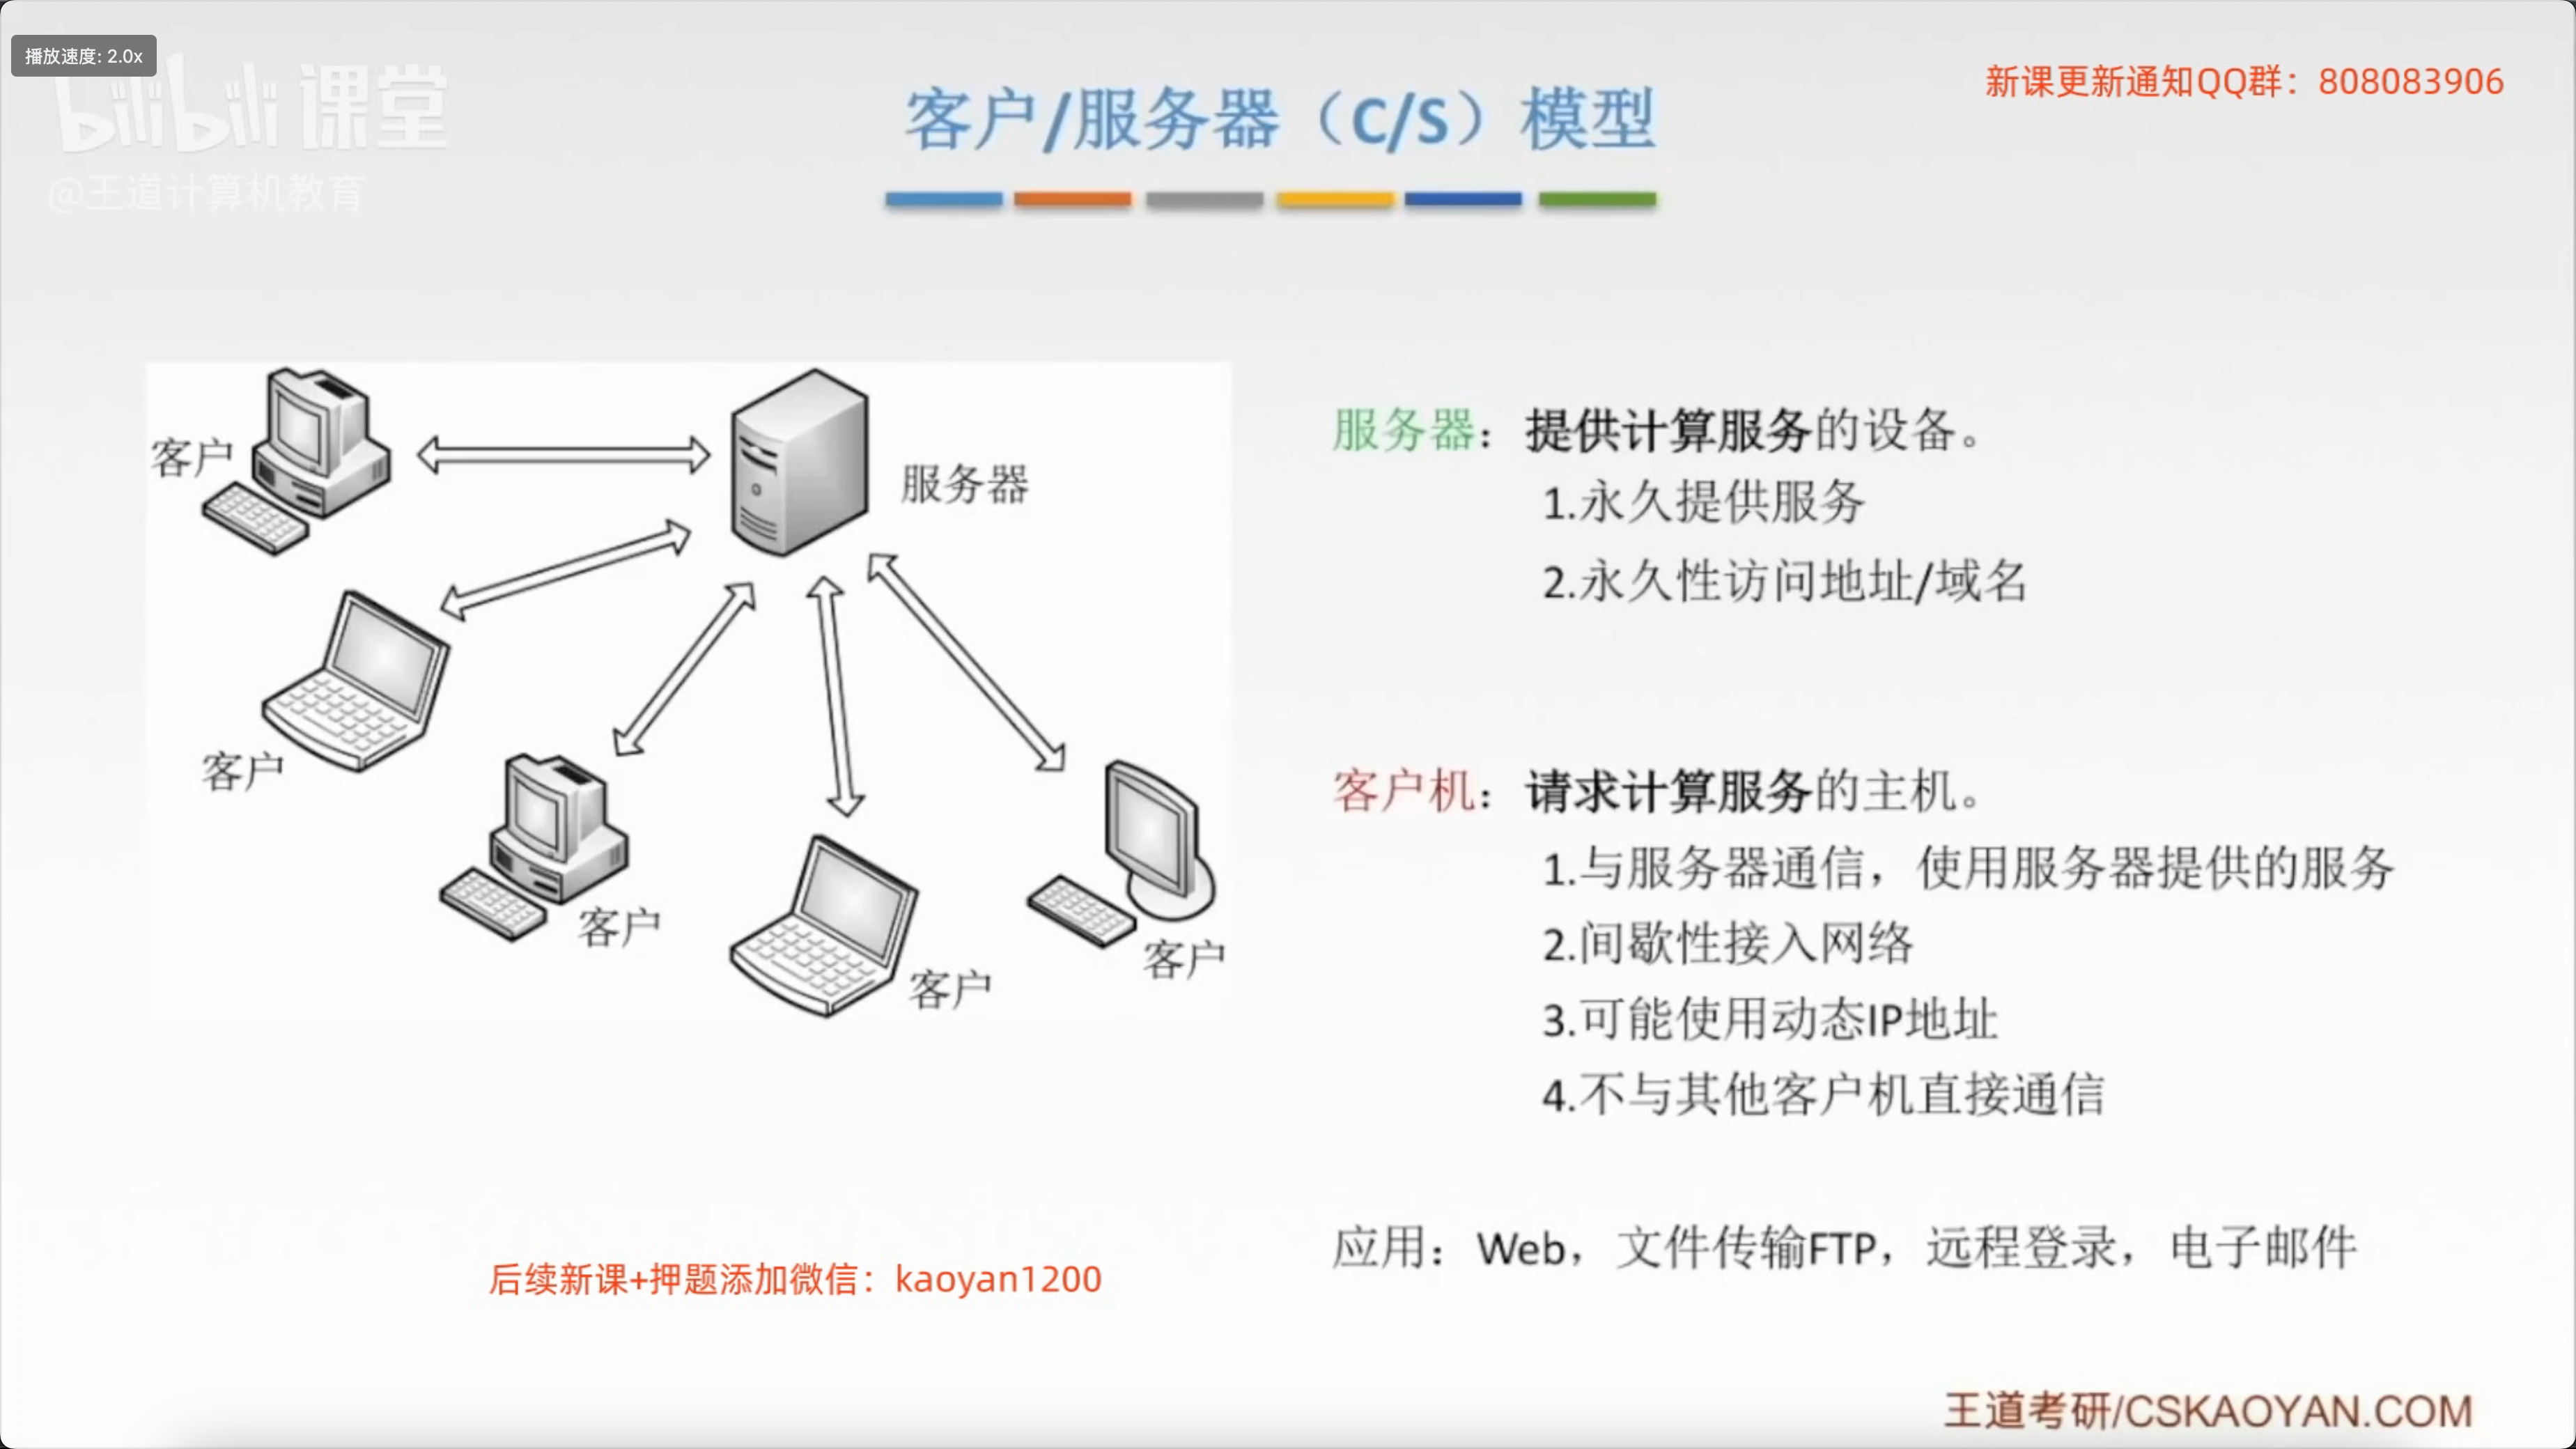 播放速度: 2.0x
bilibili 课堂
@王道计算机教育
新课更新通知QQ群：808083906
客户/服务器（C/S）模型
客户
服务器
客户
客户
客户
客户
服务器：提供计算服务的设备。
1.永久提供服务
2.永久性访问地址/域名
客户机：请求计算服务的主机。
1.与服务器通信，使用服务器提供的服务
2.间歇性接入网络
3.可能使用动态IP地址
4.不与其他客户机直接通信
应用：Web，文件传输FTP，远程登录，电子邮件
后续新课+押题添加微信：kaoyan1200
王道考研/CSKAOYAN.COM